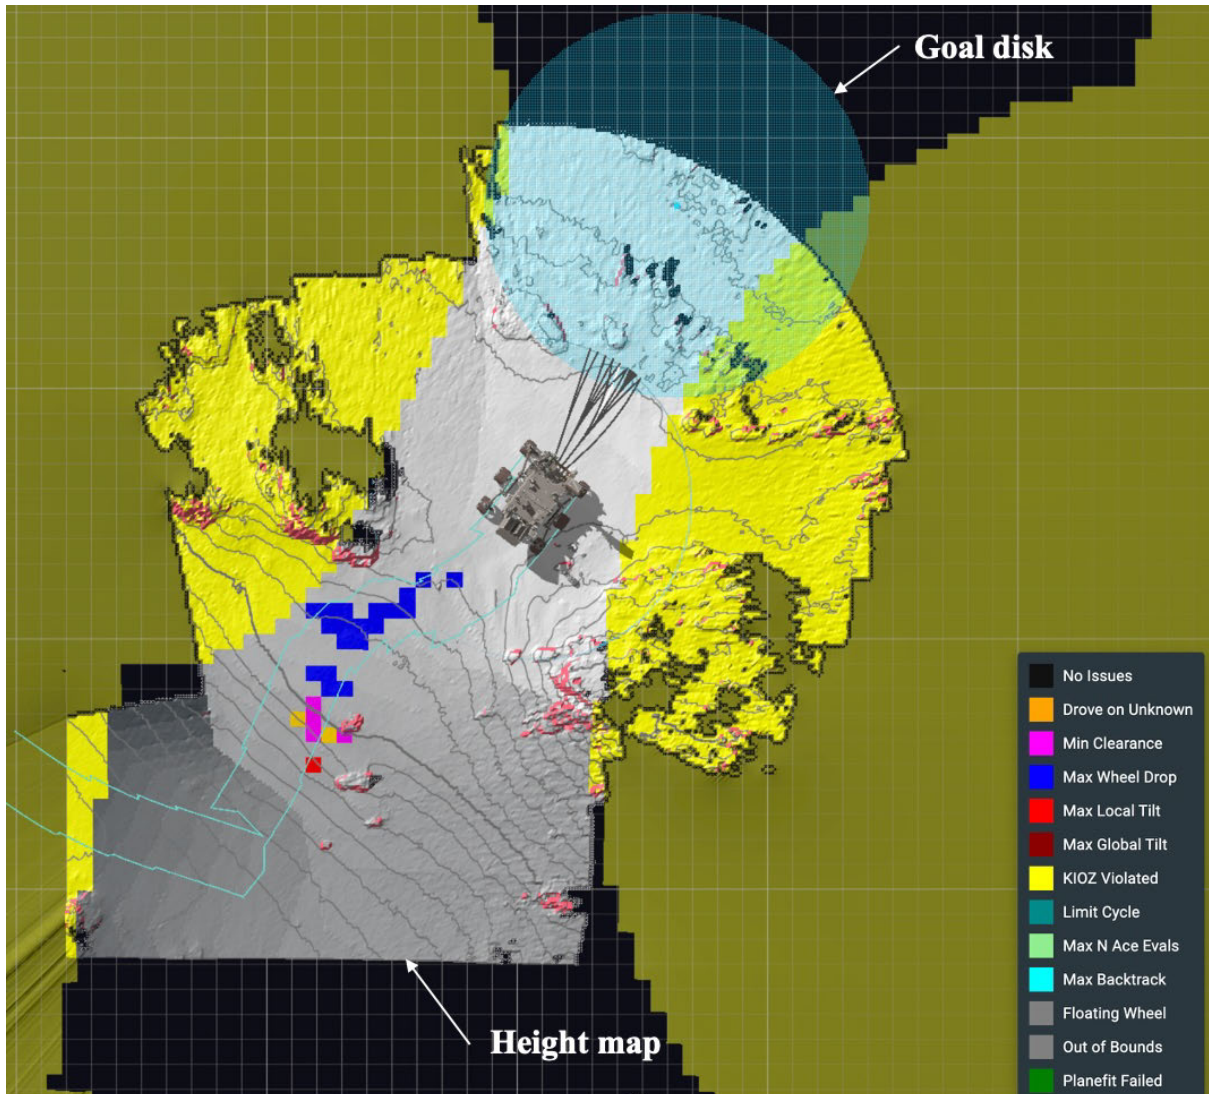 Goal disk
No Issues
Drove on Unknown
Min Clearance
Max Wheel Drop
Max Local Tilt
Max Global Tilt
KIOZ Violated
Limit Cycle
Max N Ace Evals
Max Backtrack
Floating Wheel
Out of Bounds
Planefit Failed
Height map